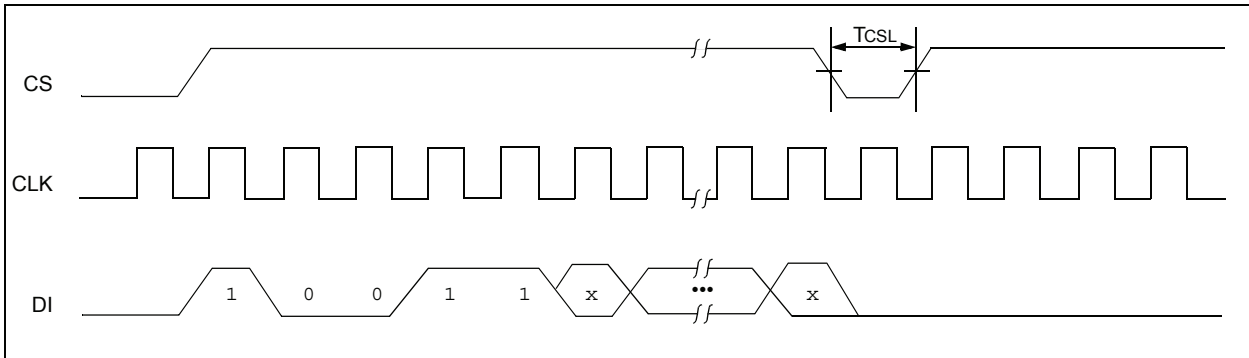 TCSL
CS
CLK
DI
1 0 0 1 1 x ••• x